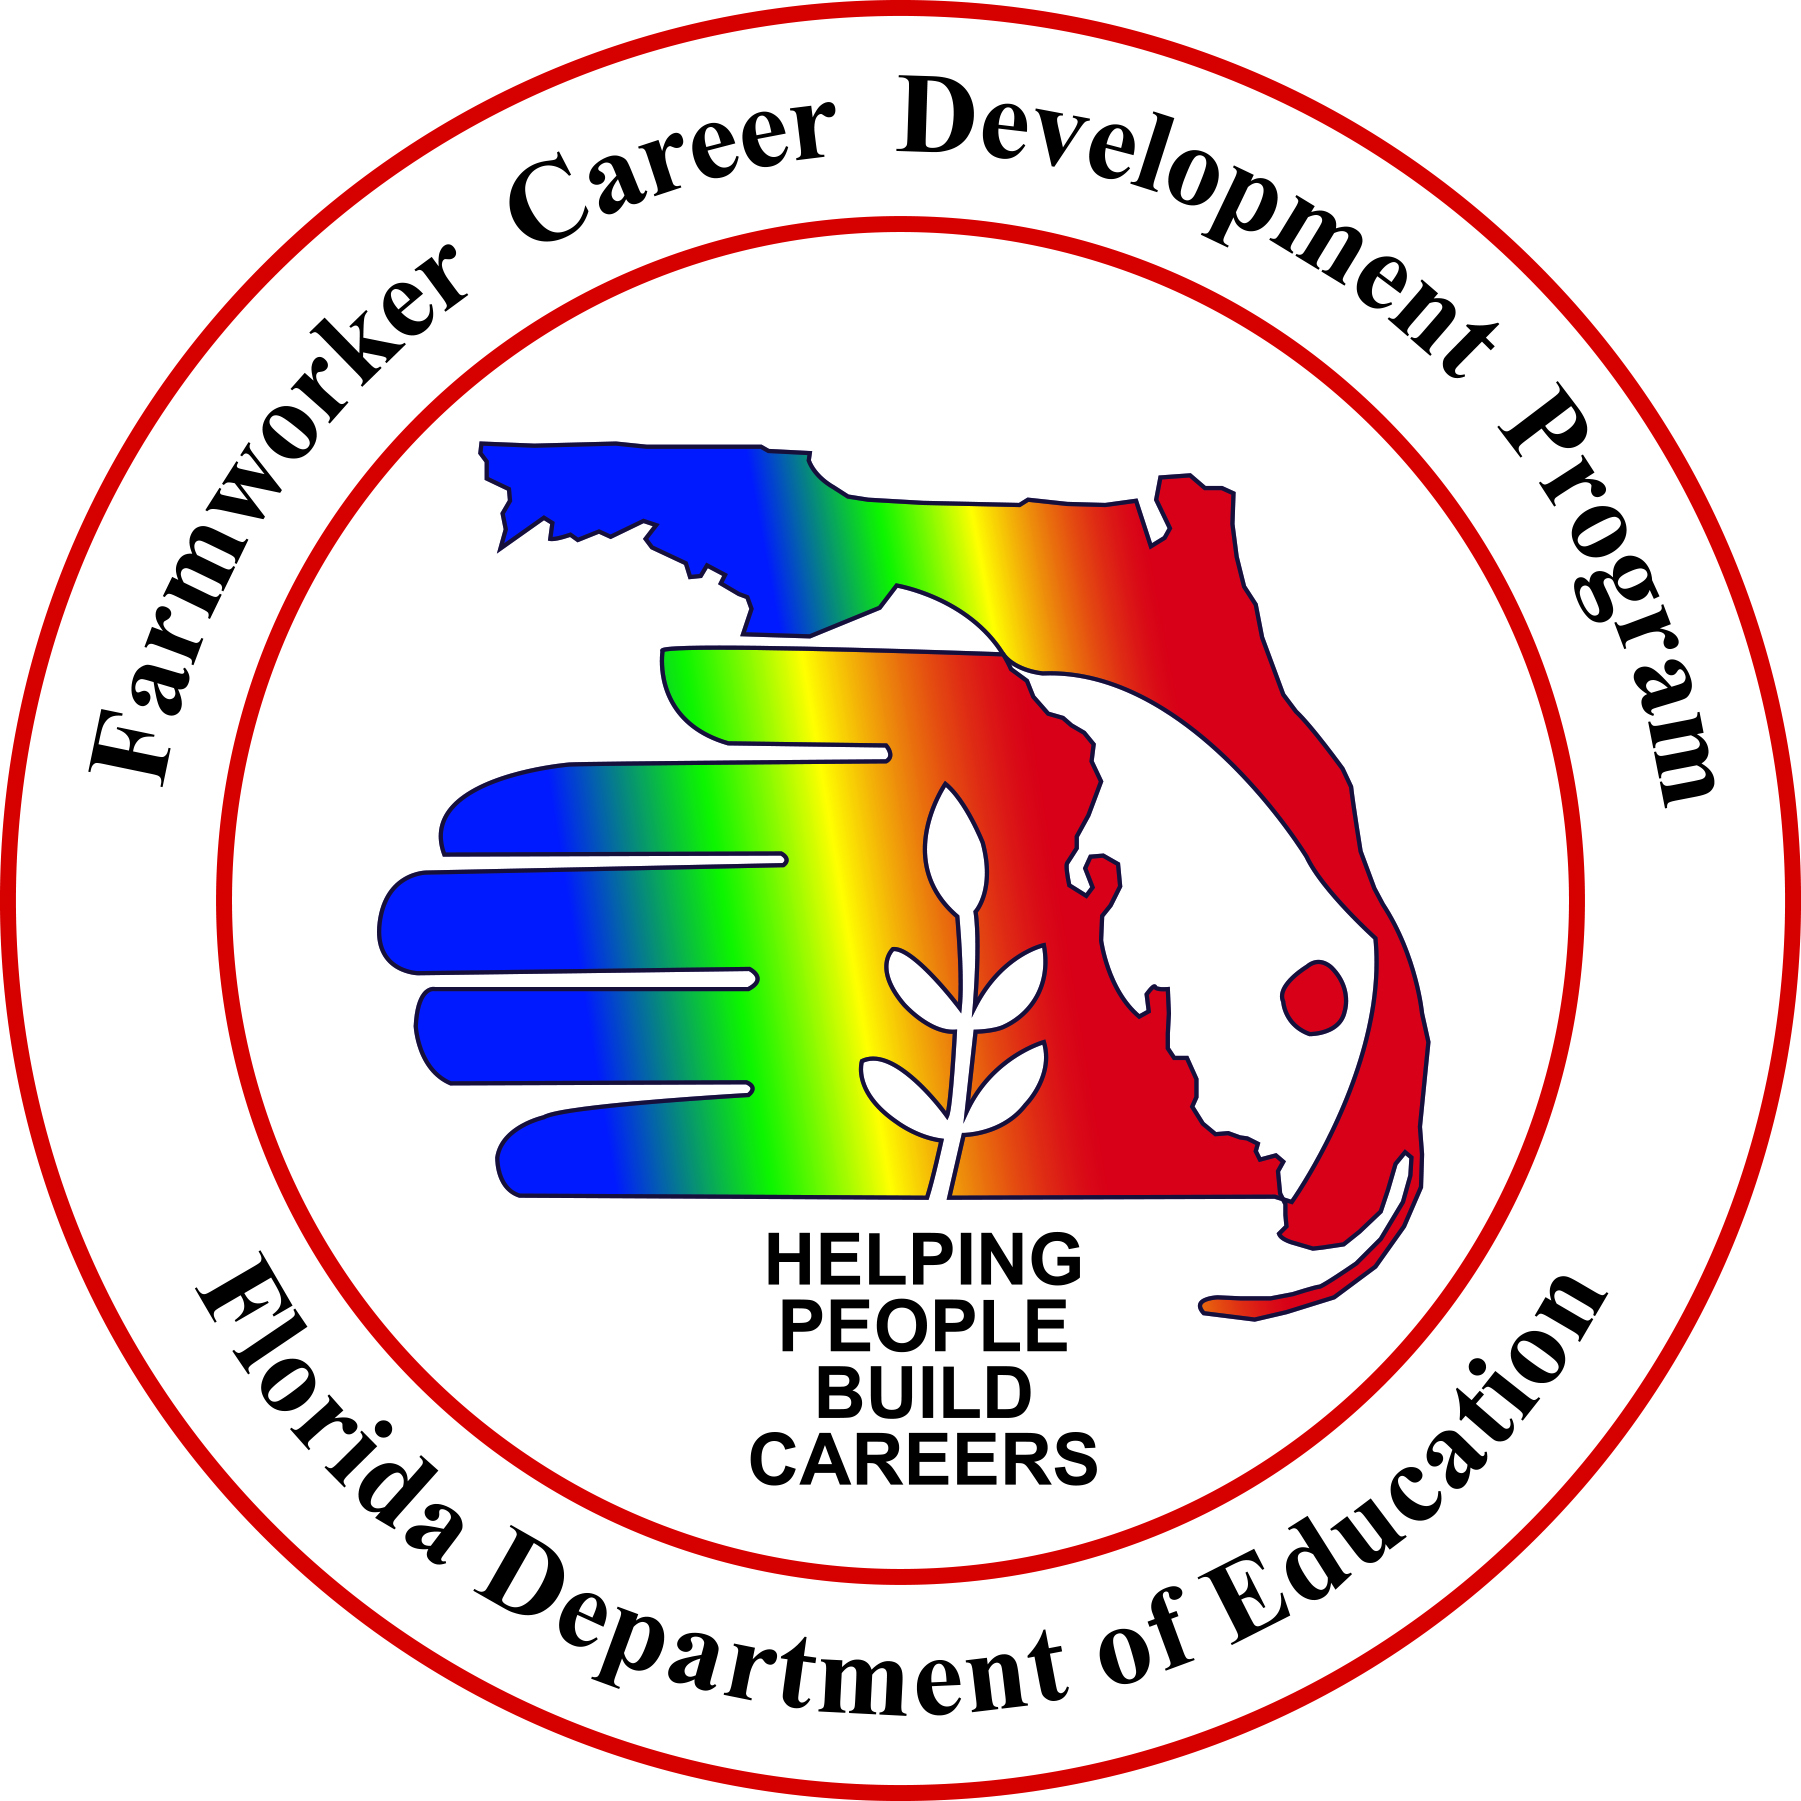 Farmworker Career Development Program
HELPING
PEOPLE
BUILD
CAREERS
Florida Department of Education